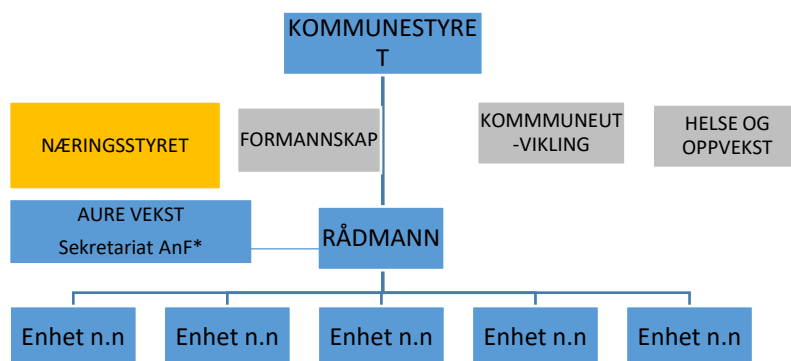 KOMMUNESTYRE
T
NÆRINGSSTYRET
FORMANNSKAP
KOMMMUNEUT
-VIKLING
HELSE OG
OPPVEKST
AURE VEKST
Sekretariat AnF*
RÅDMANN
Enhet n.n
Enhet n.n
Enhet n.n
Enhet n.n
Enhet n.n